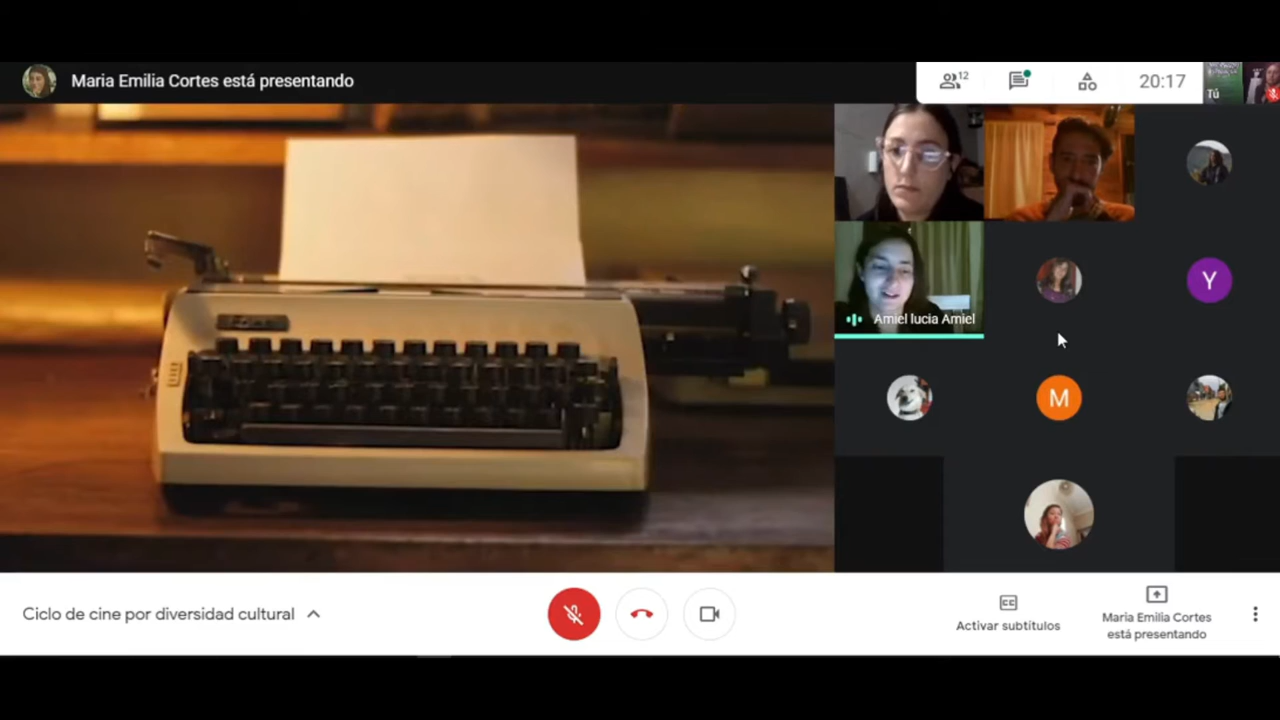 Maria Emilia Cortes está presentando
12
20:17
Tú
Amiel lucia Amiel
Y
M
Ciclo de cine por diversidad cultural
CC
Activar subtítulos
Maria Emilia Cortes
está presentando